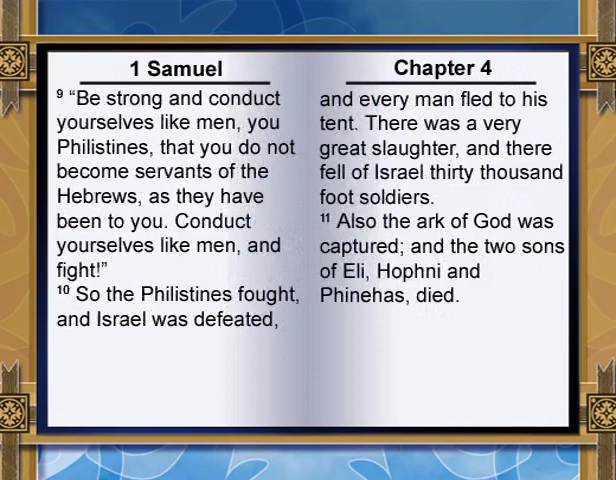 1 Samuel
9 “Be strong and conduct
yourselves like men, you
Philistines, that you do not
become servants of the
Hebrews, as they have
been to you. Conduct
yourselves like men, and
fight!”
10 So the Philistines fought,
and Israel was defeated,
Chapter 4
and every man fled to his
tent. There was a very
great slaughter, and there
fell of Israel thirty thousand
foot soldiers.
11 Also the ark of God was
captured; and the two sons
of Eli, Hophni and
Phinehas, died.